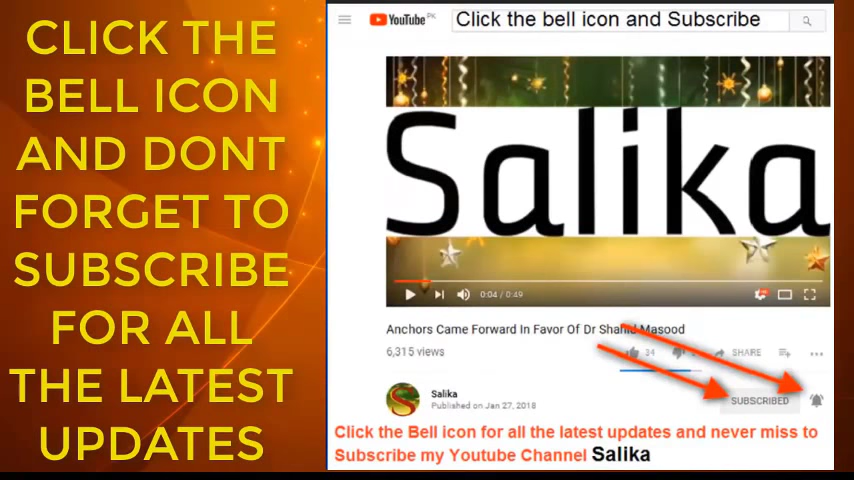 CLICK THE
BELL ICON
AND DONT
FORGET TO
SUBSCRIBE
FOR ALL
THE LATEST
UPDATES
YouTube PK
Click the bell icon and Subscribe
Salika
0:04 / 0:49
Anchors Came Forward In Favor Of Dr Shahid Masood
6,315 views
34
SHARE
Salika
Published on Jan 27, 2018
SUBSCRIBED
Click the Bell icon for all the latest updates and never miss to
Subscribe my Youtube Channel Salika